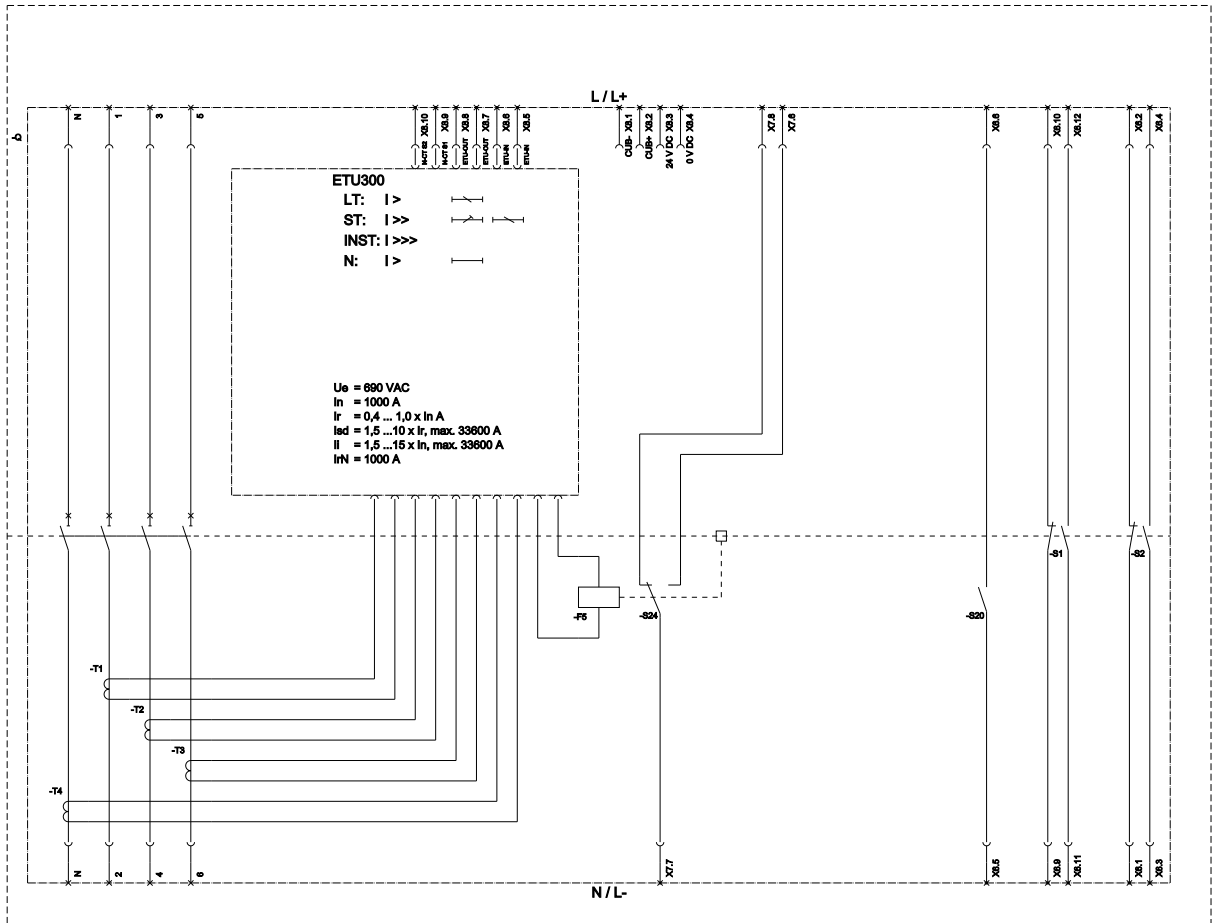 L / L+
N
1
3
5
X8.10
X8.9
X8.8
X8.7
X8.6
X8.5
N-CT S2
N-CT S1
ETU-OUT
ETU-OUT
ETU-IN
ETU-IN
CUB- X8.1
CUB+ X8.2
24 V DC X8.3
0 V DC X8.4
X7.8
X7.6
X6.6
X6.10
X6.12
X6.2
X6.4
ETU300
LT: I >
ST: I >>
INST: I >>>
N: I >
Ue = 690 VAC
In = 1000 A
Ir = 0,4 ... 1,0 x In A
Isd = 1,5 ...10 x Ir, max. 33600 A
Ii = 1,5 ...15 x In, max. 33600 A
IrN = 1000 A
-S1
-S2
-F5
-S24
-S20
-T1
-T2
-T3
-T4
N
2
4
6
X7.7
X6.5
X6.9
X6.11
X6.1
X6.3
N / L-